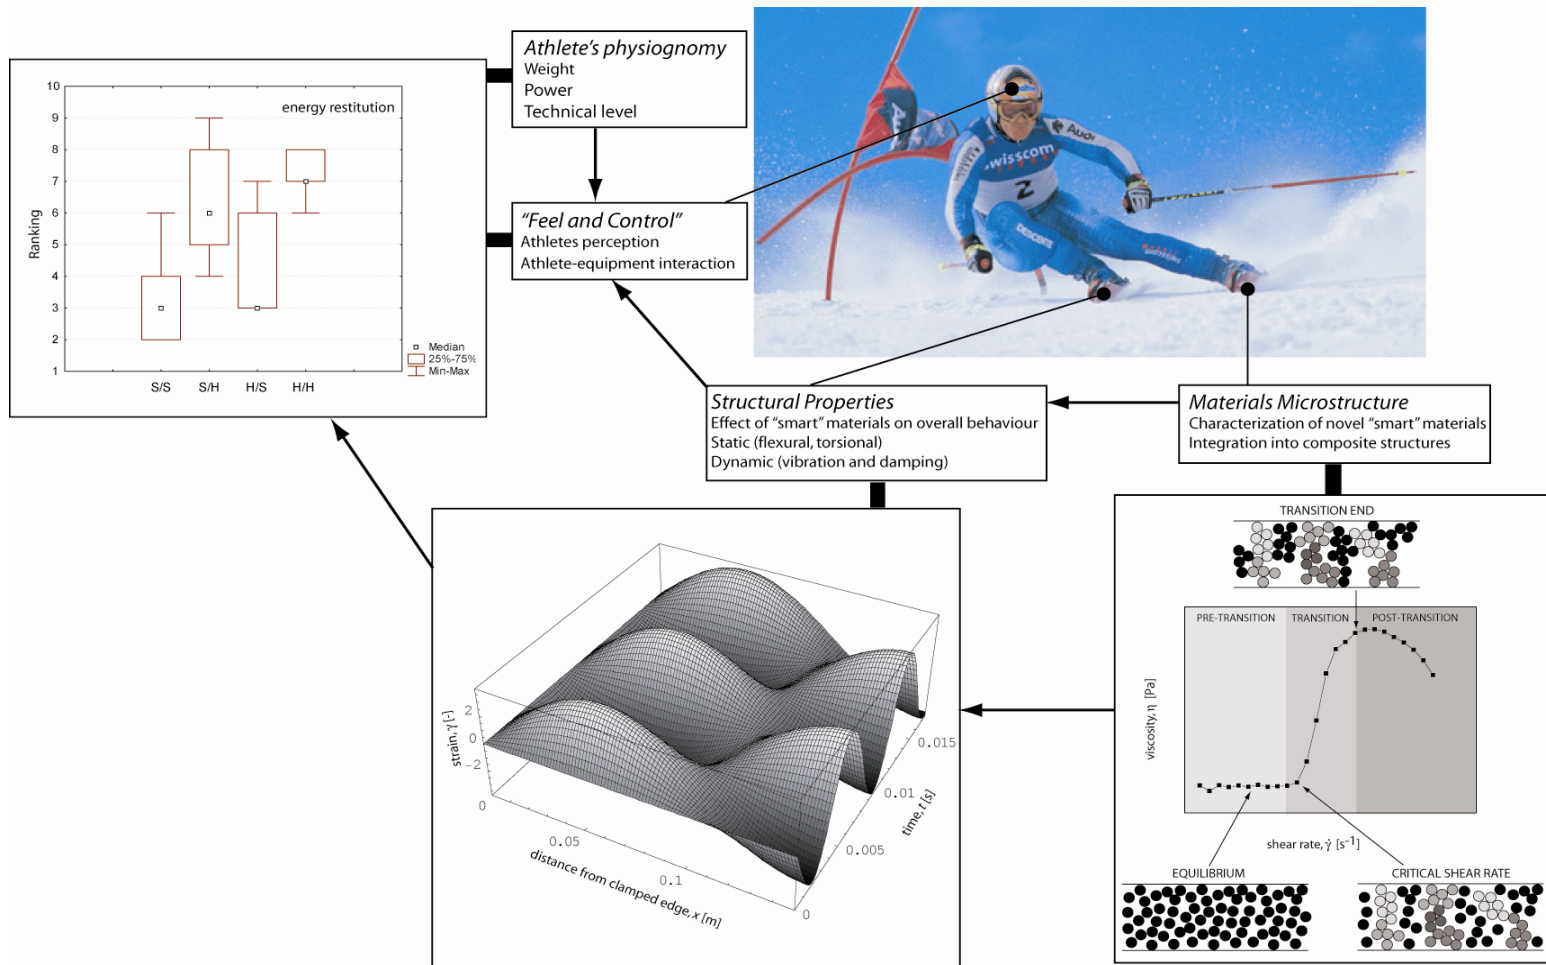 Athlete's physiognomy
Weight
Power
Technical level
energy restitution
Ranking
10
9
8
7
6
5
4
3
2
1
S/S
S/H
H/S
H/H
Median
25%-75%
Min-Max
"Feel and Control"
Athletes perception
Athlete-equipment interaction
Audi
swisscom
2
DESCENTE
Structural Properties
Effect of "smart" materials on overall behaviour
Static (flexural, torsional)
Dynamic (vibration and damping)
Materials Microstructure
Characterization of novel "smart" materials
Integration into composite structures
strain, γ [-]
2
0
-2
0
0.05
0.1
distance from clamped edge, x [m]
0
0.005
0.01
0.015
time, t [s]
TRANSITION END
PRE-TRANSITION
TRANSITION
POST-TRANSITION
viscosity, η [Pa]
shear rate, γ̇ [s-1]
EQUILIBRIUM
CRITICAL SHEAR RATE